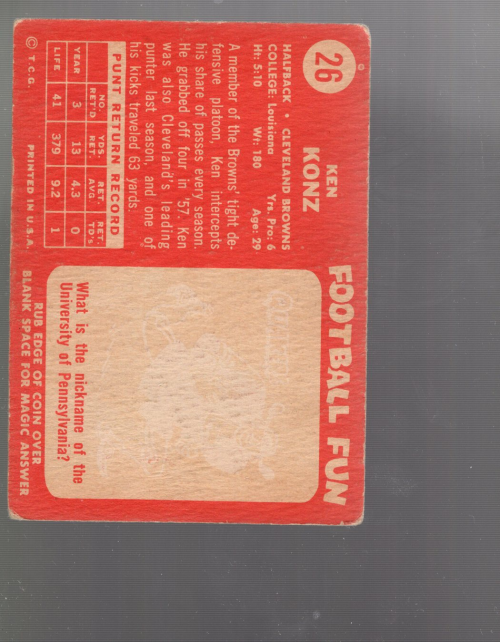 26
KEN
KONZ
HALFBACK • CLEVELAND BROWNS
COLLEGE: Louisiana Yrs. Pro: 6
Ht: 5:10 Wt: 180 Age: 29
A member of the Browns' tight de-
fensive platoon, Ken intercepts
his share of passes every season.
He grabbed off four in '57. Ken
was also Cleveland's leading
punter last season, and one of
his kicks traveled 63 yards.
PUNT RETURN RECORD
NO. RET'D YDS. RET. RET. AVG. RET. TD's
YEAR 3 13 4.3 0
LIFE 41 379 9.2 1
© T.C.G. PRINTED IN U.S.A.
FOOTBALL FUN
What is the nickname of the
University of Pennsylvania?
RUB EDGE OF COIN OVER
BLANK SPACE FOR MAGIC ANSWER